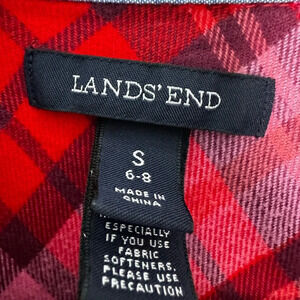 LANDS' END
S
6-8
MADE IN
CHINA
ESPECIALLY
IF YOU USE
FABRIC
SOFTENERS.
PLEASE USE
PRECAUTION